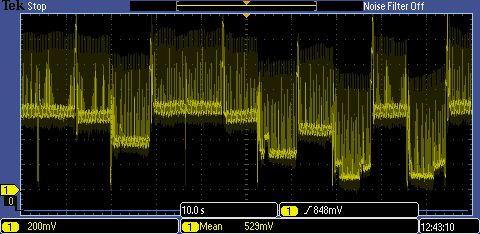 Tek Stop Noise Filter Off
1
0
10.0 s 1 848mV
1 200mV 1 Mean 529mV 12:43:10